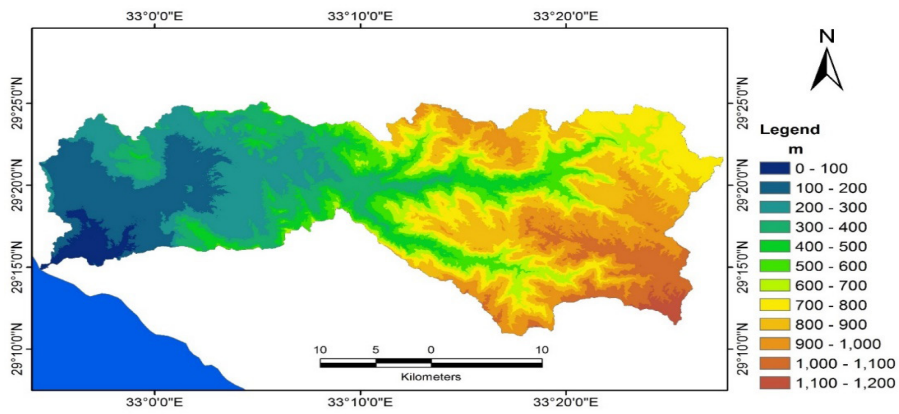 33°0'0"E 33°10'0"E 33°20'0"E
N
29°25'0"N 29°25'0"N
29°20'0"N 29°20'0"N
29°15'0"N 29°15'0"N
29°10'0"N 29°10'0"N
Legend
m
0 - 100
100 - 200
200 - 300
300 - 400
400 - 500
500 - 600
600 - 700
700 - 800
800 - 900
900 - 1,000
1,000 - 1,100
1,100 - 1,200
10 5 0 10
Kilometers
33°0'0"E 33°10'0"E 33°20'0"E